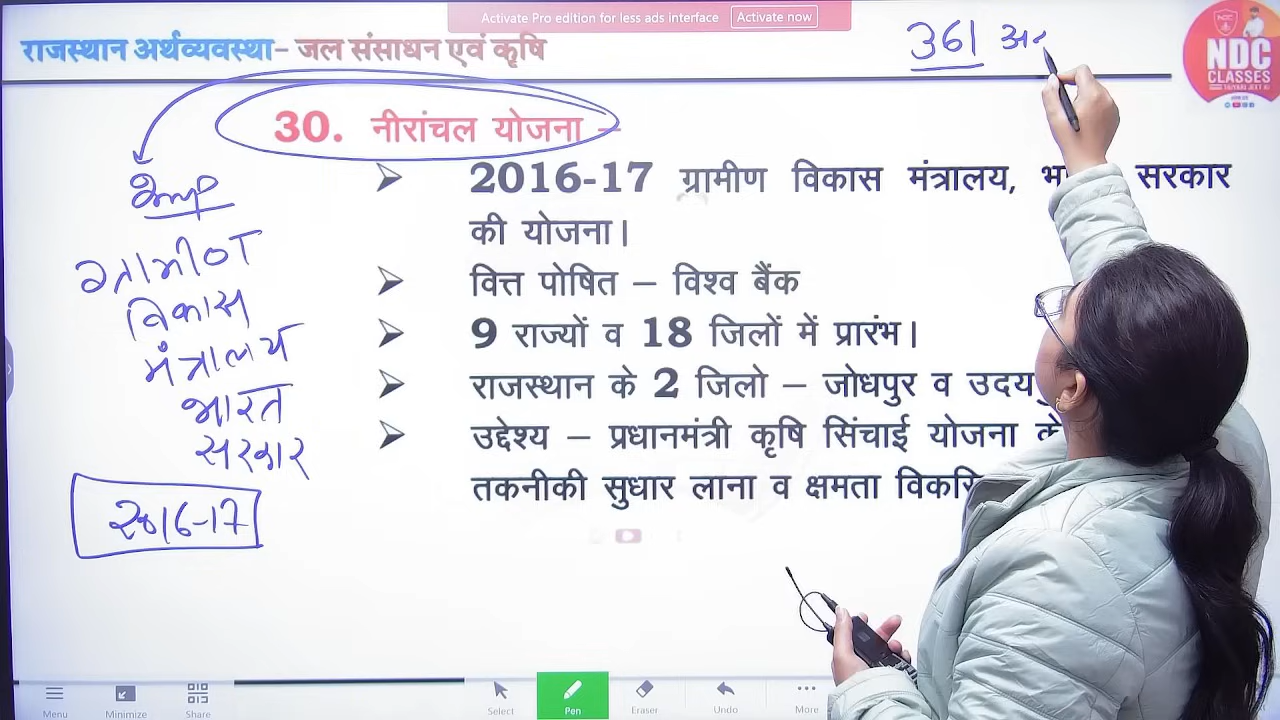 Activate Pro edition for less ads interface Activate now
राजस्थान अर्थव्यवस्था– जल संसाधन एवं कृषि
361
NDC
CLASSES
30. नीरांचल योजना –
2016-17 ग्रामीण विकास मंत्रालय, सरकार
की योजना।
वित्त पोषित – विश्व बैंक
9 राज्यों व 18 जिलों में प्रारंभ।
राजस्थान के 2 जिलो – जोधपुर व
उद्देश्य – प्रधानमंत्री कृषि सिंचाई योजना
तकनीकी सुधार लाना व क्षमता
Imp
ग्रामीण
विकास
मंत्रालय
भारत
सरकार
2016-17
Menu Minimize Share Select Pen Eraser Undo More